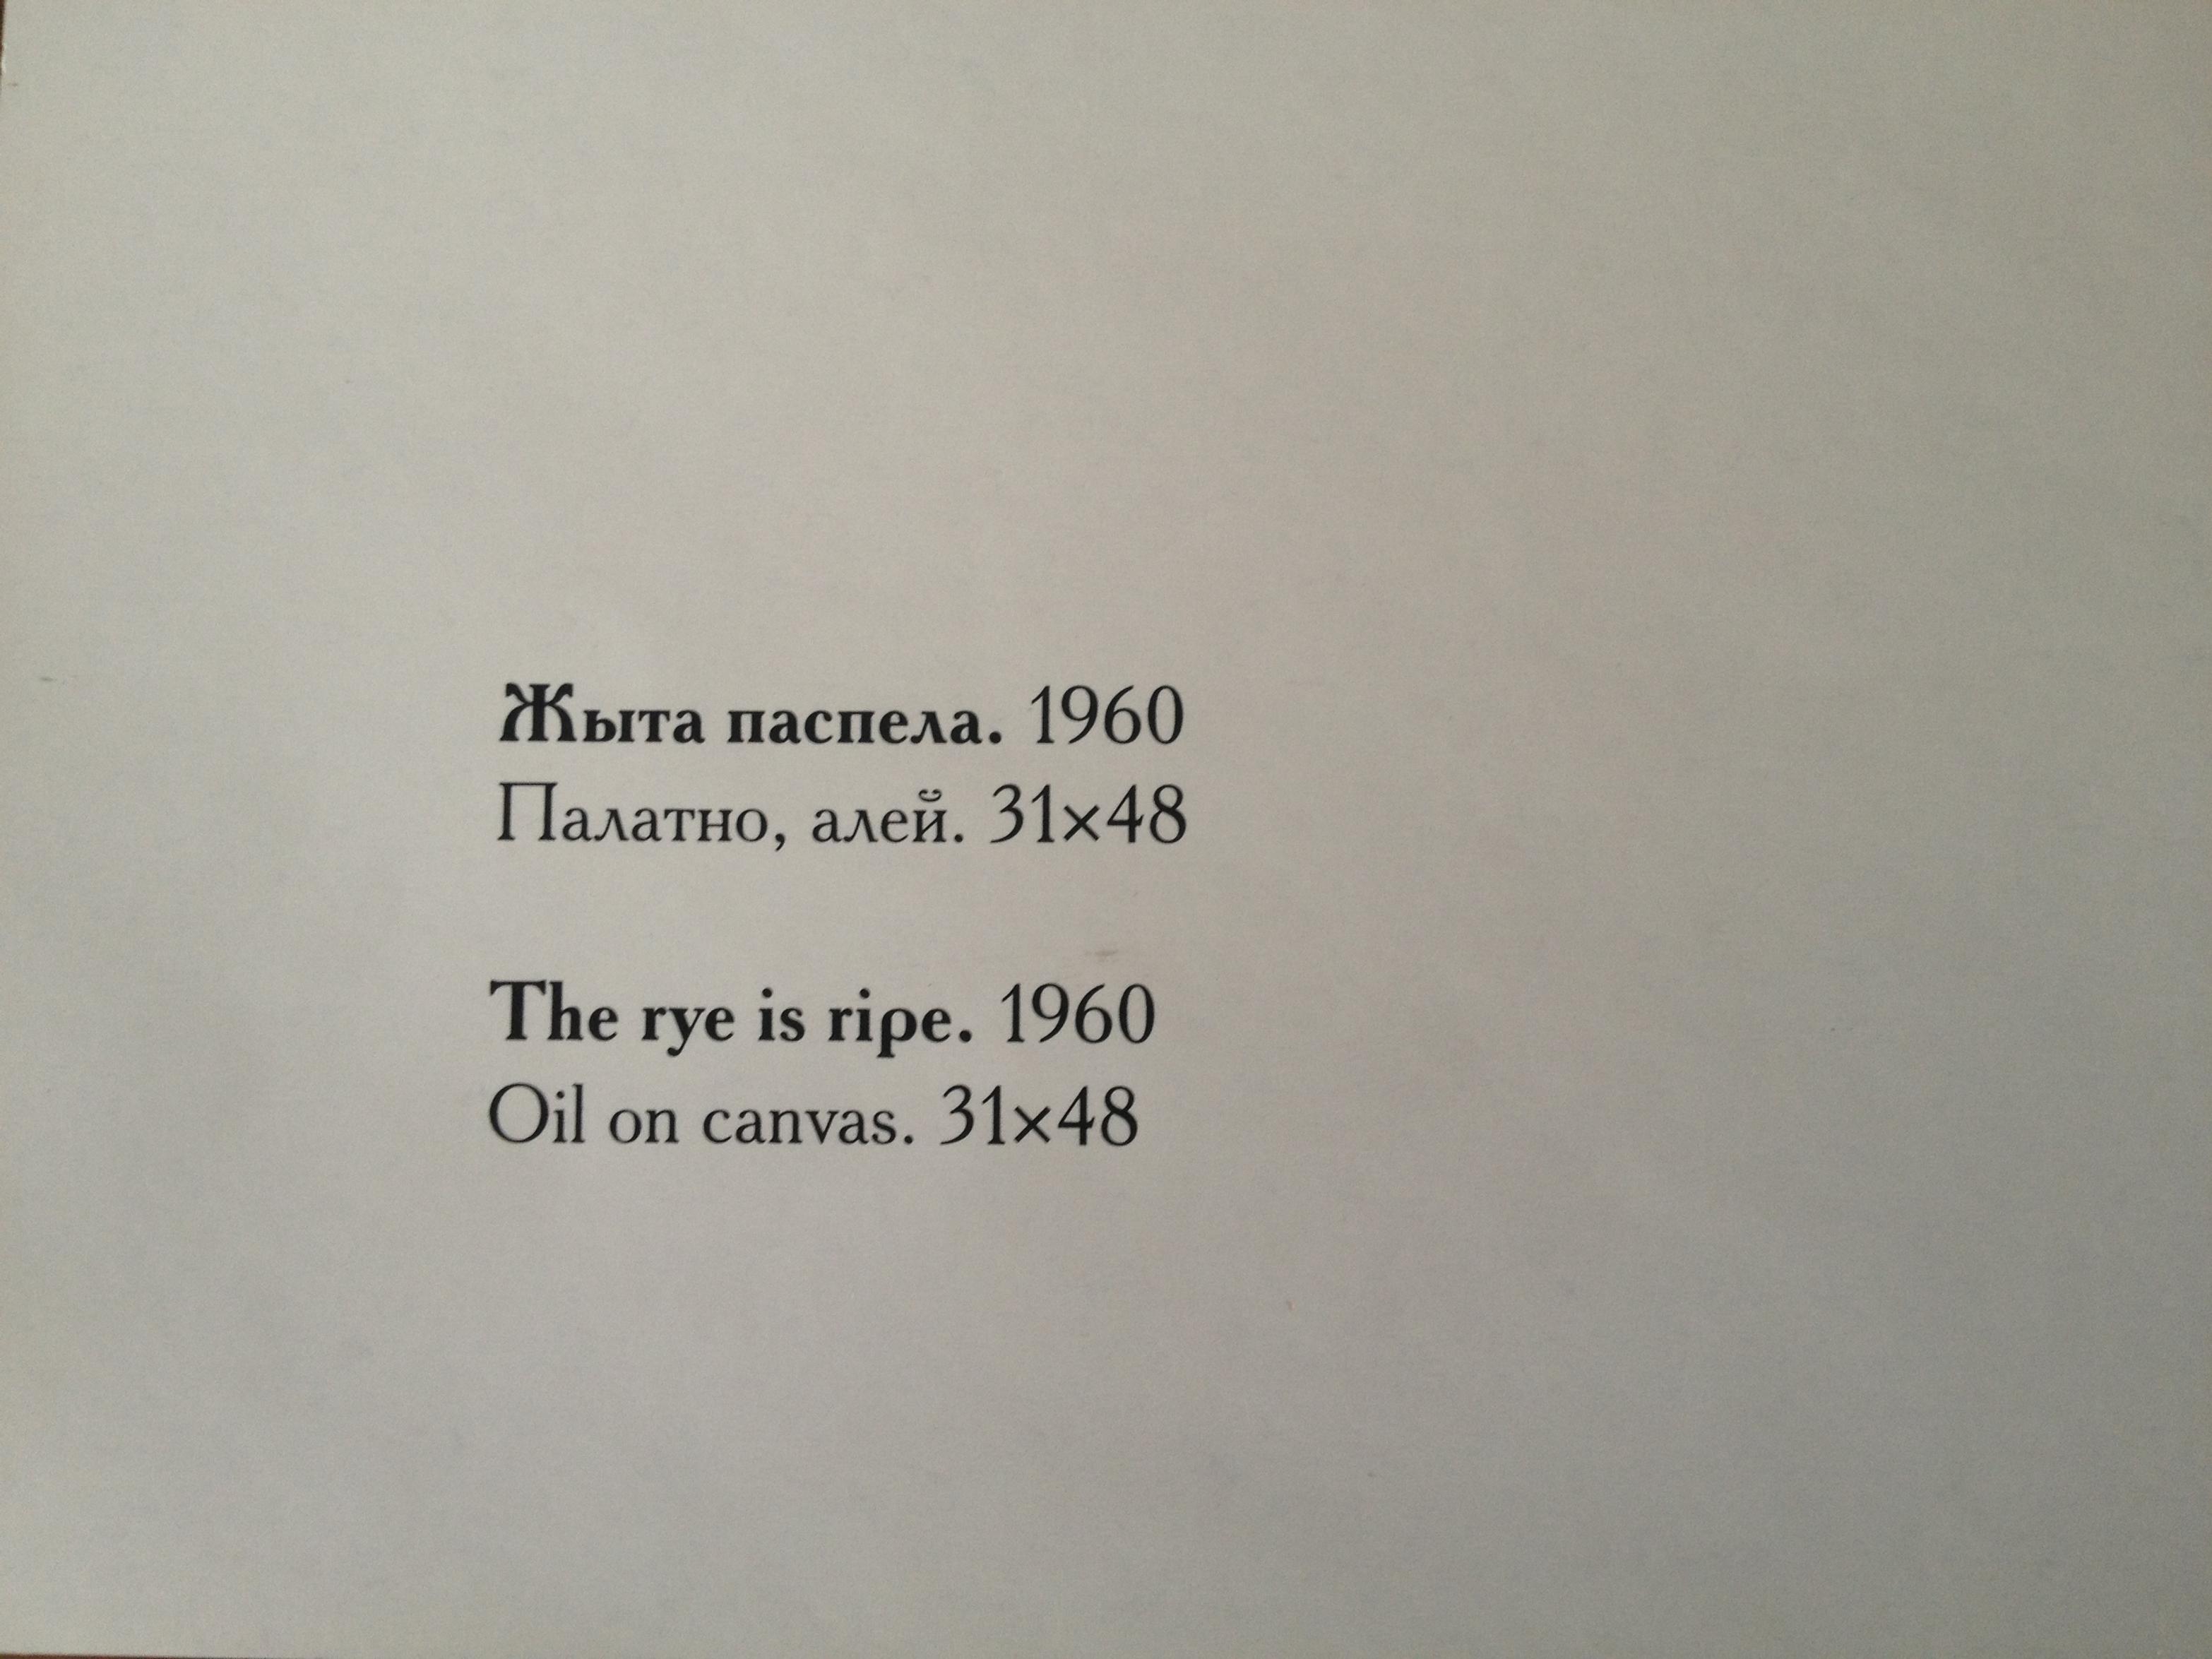 Жыта паспела. 1960
Палатно, алей. 31×48
The rye is ripe. 1960
Oil on canvas. 31×48